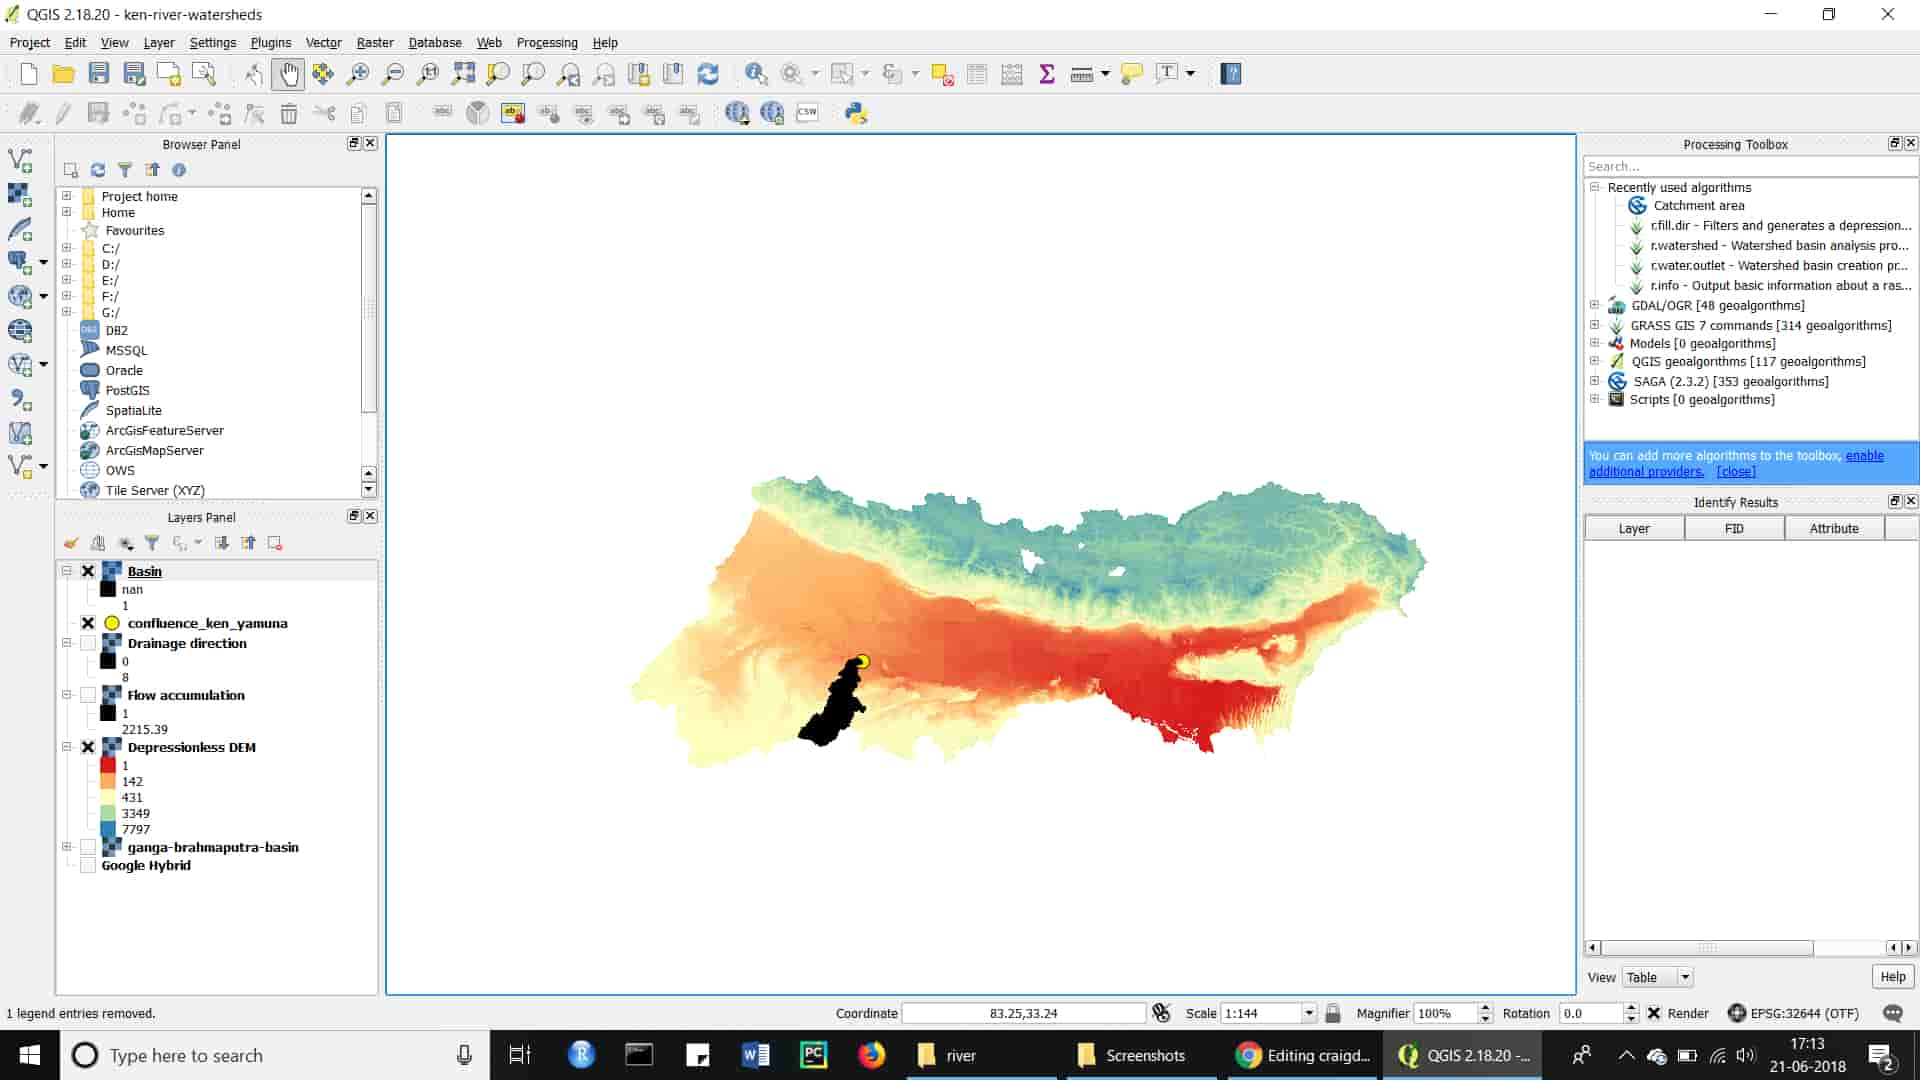 QGIS 2.18.20 - ken-river-watersheds
Project Edit View Layer Settings Plugins Vector Raster Database Web Processing Help
CSW
Browser Panel
Project home
Home
Favourites
C:/
D:/
E:/
F:/
G:/
DB2
MSSQL
Oracle
PostGIS
SpatiaLite
ArcGisFeatureServer
ArcGisMapServer
OWS
Tile Server (XYZ)
Layers Panel
Basin
nan
1
confluence_ken_yamuna
Drainage direction
0
8
Flow accumulation
1
2215.39
Depressionless DEM
1
142
431
3349
7797
ganga-brahmaputra-basin
Google Hybrid
Processing Toolbox
Search...
Recently used algorithms
Catchment area
r.fill.dir - Filters and generates a depression...
r.watershed - Watershed basin analysis pro...
r.water.outlet - Watershed basin creation pr...
r.info - Output basic information about a ras...
GDAL/OGR [48 geoalgorithms]
GRASS GIS 7 commands [314 geoalgorithms]
Models [0 geoalgorithms]
QGIS geoalgorithms [117 geoalgorithms]
SAGA (2.3.2) [353 geoalgorithms]
Scripts [0 geoalgorithms]
You can add more algorithms to the toolbox, enable
additional providers. [close]
Identify Results
Layer FID Attribute
View Table Help
1 legend entries removed.
Coordinate 83.25,33.24 Scale 1:144 Magnifier 100% Rotation 0.0 Render EPSG:32644 (OTF)
Type here to search
river
Screenshots
Editing craigd...
QGIS 2.18.20 -...
17:13
21-06-2018
2